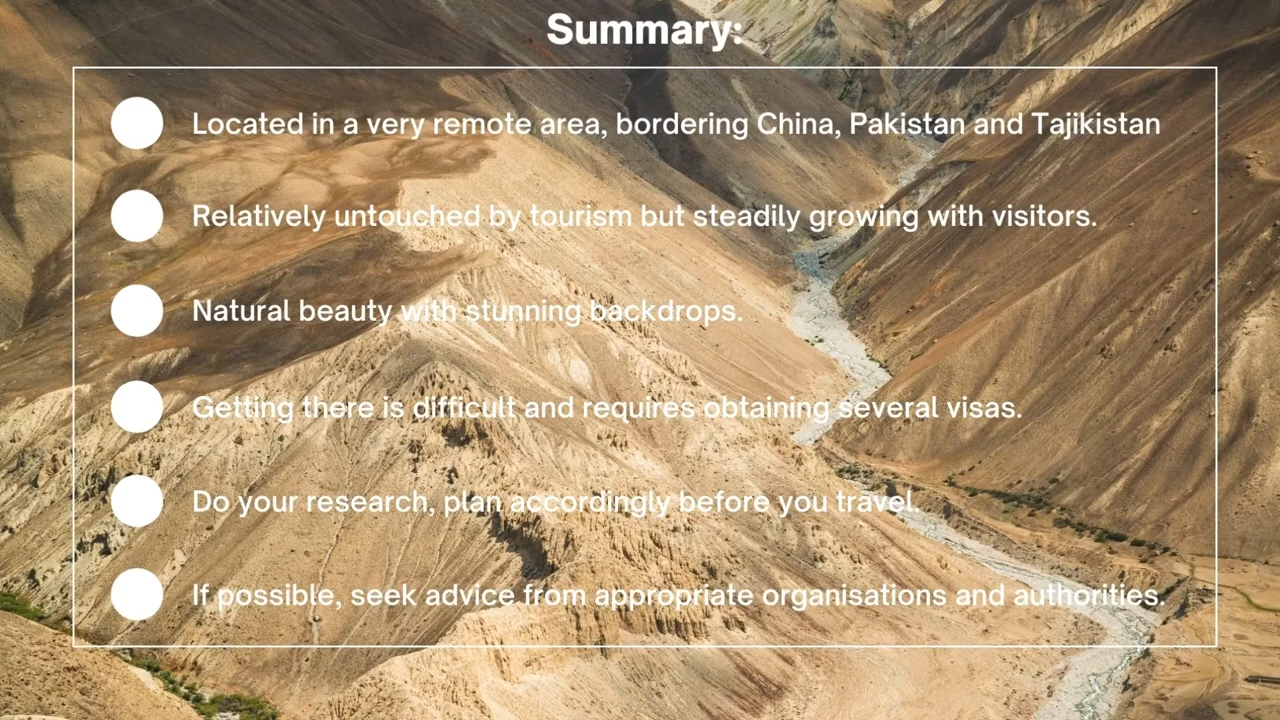 Summary:
Located in a very remote area, bordering China, Pakistan and Tajikistan
Relatively untouched by tourism but steadily growing with visitors.
Natural beauty with stunning backdrops.
Getting there is difficult and requires obtaining several visas.
Do your research, plan accordingly before you travel.
If possible, seek advice from appropriate organisations and authorities.